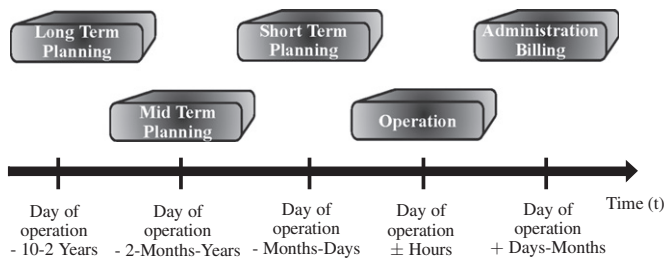 Long Term
Planning
Short Term
Planning
Administration
Billing
Mid Term
Planning
Operation
Time (t)
Day of
operation
- 10-2 Years
Day of
operation
- 2-Months-Years
Day of
operation
- Months-Days
Day of
operation
± Hours
Day of
operation
+ Days-Months